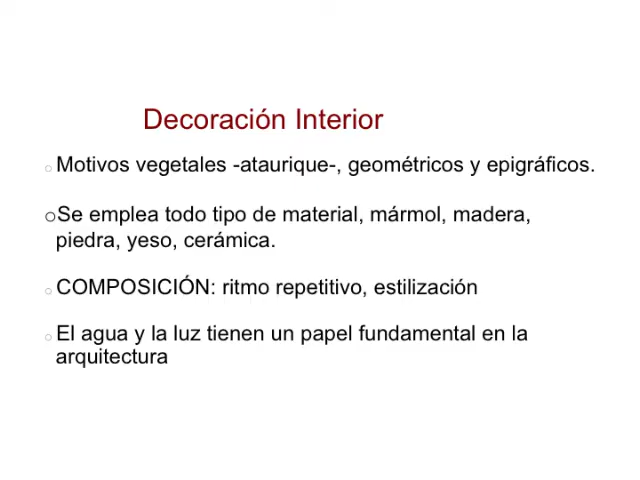 Decoración Interior
○ Motivos vegetales -ataurique-, geométricos y epigráficos.
○Se emplea todo tipo de material, mármol, madera,
piedra, yeso, cerámica.
○ COMPOSICIÓN: ritmo repetitivo, estilización
○ El agua y la luz tienen un papel fundamental en la
arquitectura